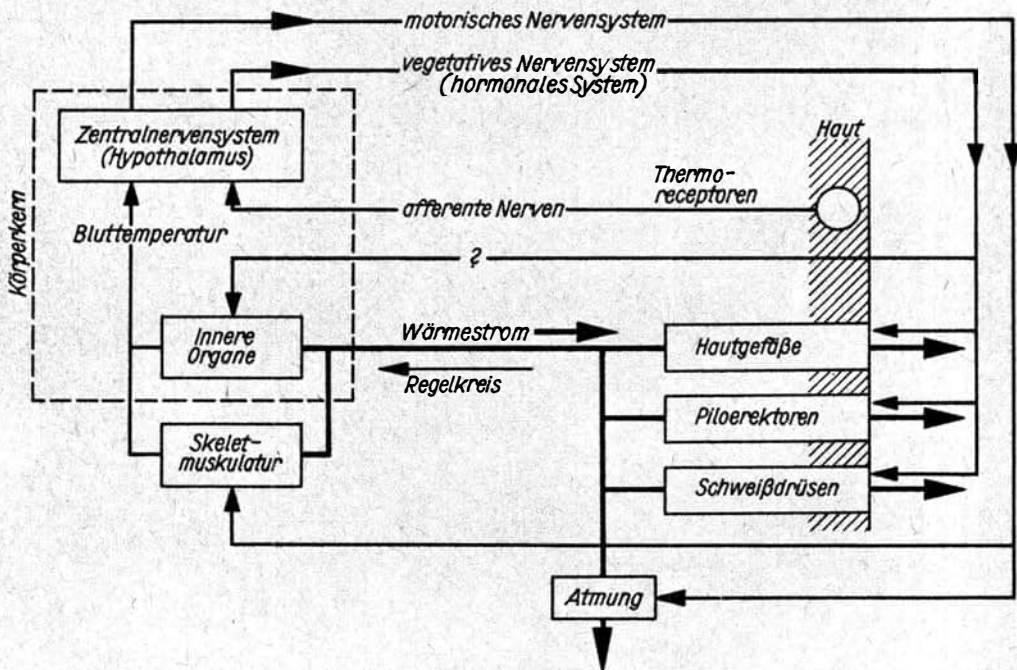 motorisches Nervensystem
vegetatives Nervensystem
(hormonales System)
Zentralnervensystem
(Hypothalamus)
Haut
Thermo-
receptoren
afferente Nerven
Bluttemperatur
Körperkern
?
Innere
Organe
Wärmestrom
Hautgefäße
Regelkreis
Piloerektoren
Skelet-
muskulatur
Schweißdrüsen
Atmung